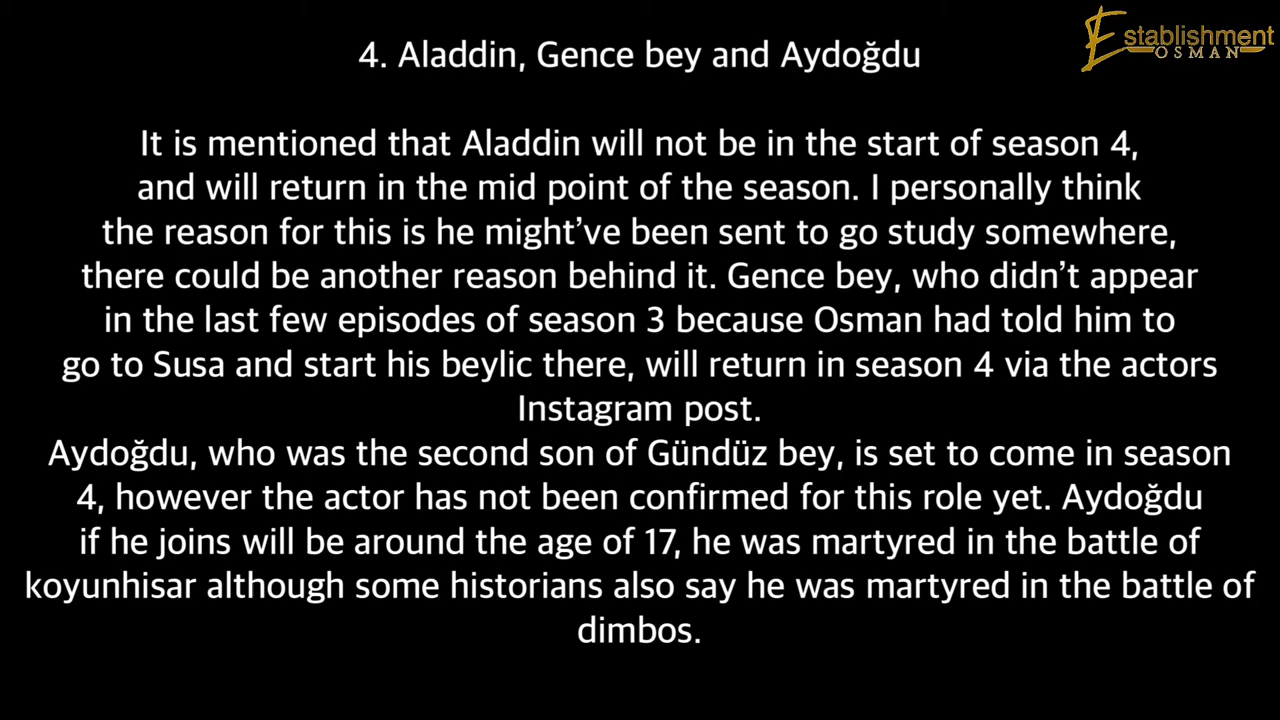 Establishment
OSMAN
4. Aladdin, Gence bey and Aydoğdu
It is mentioned that Aladdin will not be in the start of season 4,
and will return in the mid point of the season. I personally think
the reason for this is he might’ve been sent to go study somewhere,
there could be another reason behind it. Gence bey, who didn’t appear
in the last few episodes of season 3 because Osman had told him to
go to Susa and start his beylic there, will return in season 4 via the actors
Instagram post.
Aydoğdu, who was the second son of Gündüz bey, is set to come in season
4, however the actor has not been confirmed for this role yet. Aydoğdu
if he joins will be around the age of 17, he was martyred in the battle of
koyunhisar although some historians also say he was martyred in the battle of
dimbos.